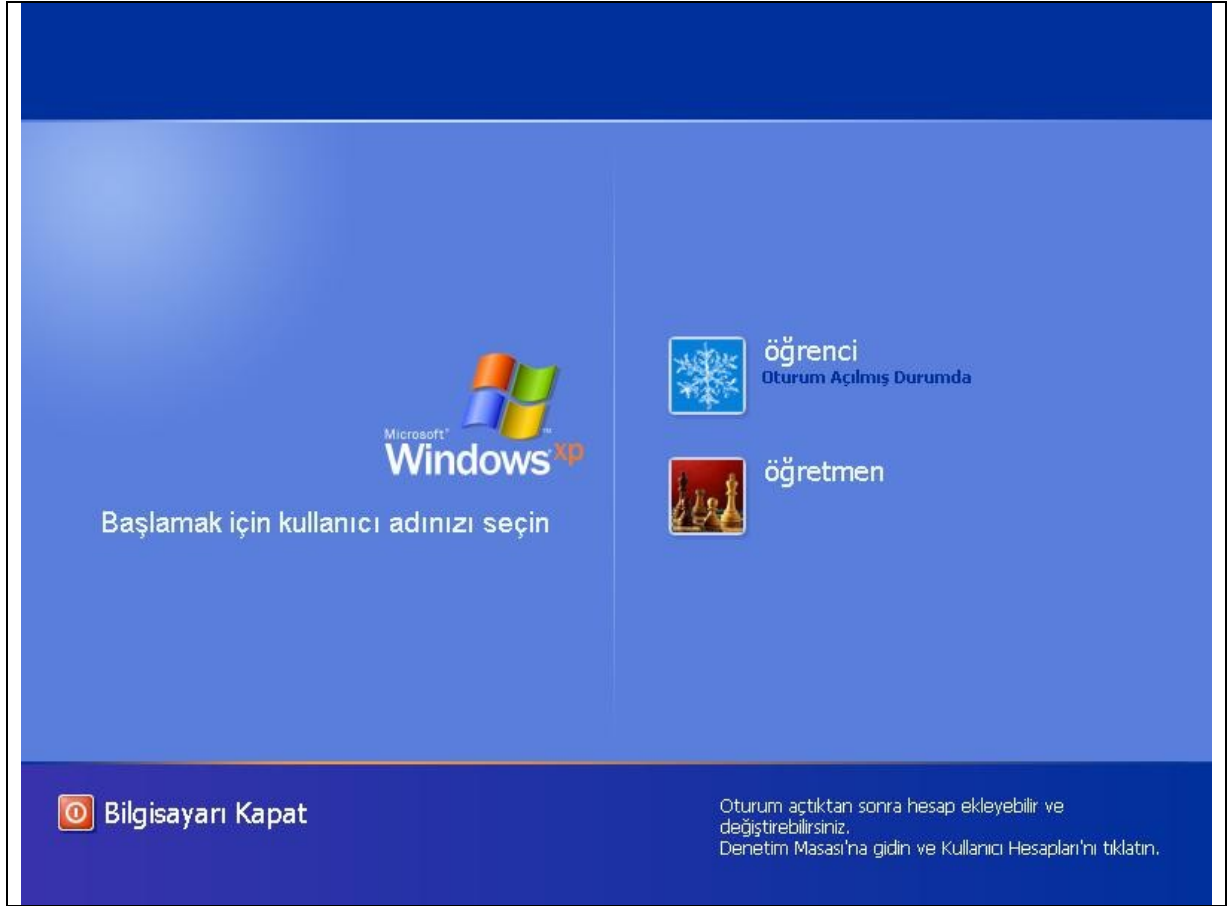 öğrenci
Oturum Açılmış Durumda
Microsoft®
Windows xp ™
öğretmen
Başlamak için kullanıcı adınızı seçin
Bilgisayarı Kapat
Oturum açtıktan sonra hesap ekleyebilir ve
değiştirebilirsiniz.
Denetim Masası'na gidin ve Kullanıcı Hesapları'nı tıklatın.